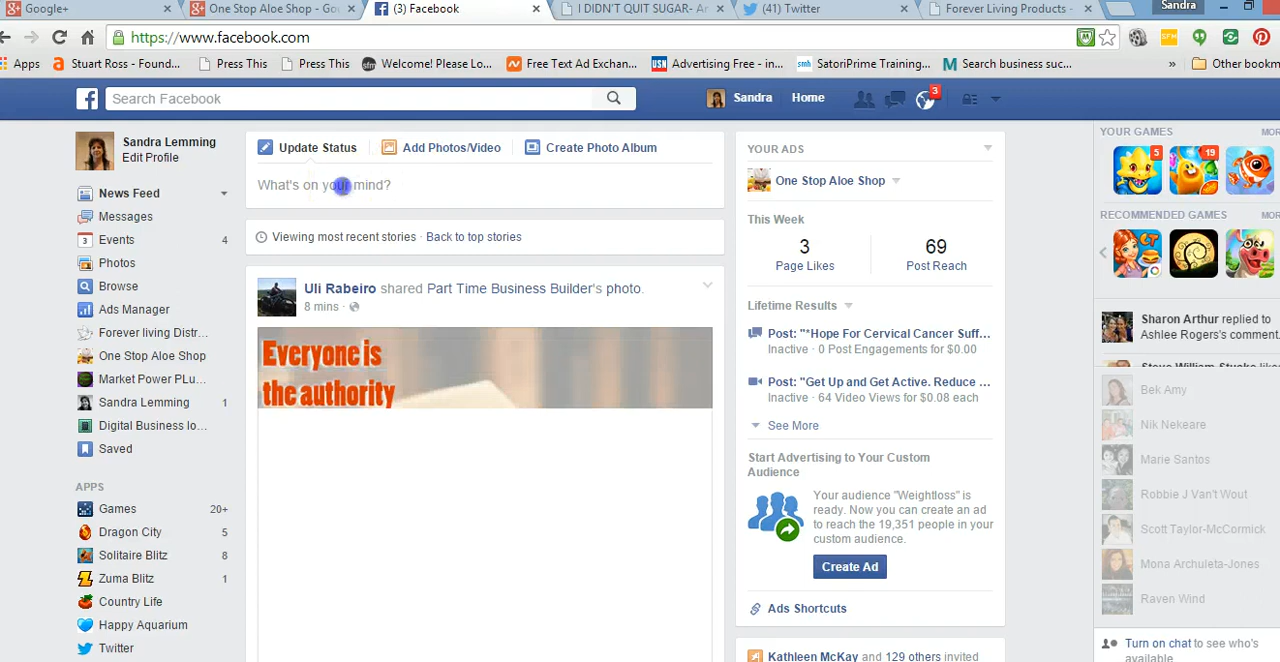 Google+
One Stop Aloe Shop - Go
(3) Facebook
I DIDN'T QUIT SUGAR- Ar
(41) Twitter
Forever Living Products -
Sandra
https://www.facebook.com
Apps
Stuart Ross - Found...
Press This
Press This
Welcome! Please Lo...
Free Text Ad Exchan...
Advertising Free - in...
SatoriPrime Training...
Search business suc...
»
Other bookm
Search Facebook
Sandra
Home
3
Sandra Lemming
Edit Profile
News Feed
Messages
Events 4
Photos
Browse
Ads Manager
Forever living Distr...
One Stop Aloe Shop
Market Power PLu...
Sandra Lemming 1
Digital Business lo...
Saved
APPS
Games 20+
Dragon City 5
Solitaire Blitz 8
Zuma Blitz 1
Country Life
Happy Aquarium
Twitter
Update Status
Add Photos/Video
Create Photo Album
What's on your mind?
Viewing most recent stories · Back to top stories
Uli Rabeiro shared Part Time Business Builder's photo.
8 mins ·
Everyone is
the authority
YOUR ADS
One Stop Aloe Shop
This Week
3 69
Page Likes Post Reach
Lifetime Results
Post: "*Hope For Cervical Cancer Suff...
Inactive · 0 Post Engagements for $0.00
Post: "Get Up and Get Active. Reduce ...
Inactive · 64 Video Views for $0.08 each
See More
Start Advertising to Your Custom
Audience
Your audience "Weightloss" is
ready. Now you can create an ad
to reach the 19,351 people in your
custom audience.
Create Ad
Ads Shortcuts
Kathleen McKay and 129 others invited
YOUR GAMES
MOR
5
19
RECOMMENDED GAMES
MOR
CT
Sharon Arthur replied to
Ashlee Rogers's comment.
Bek Amy
Nik Nekeare
Marie Santos
Robbie J Van't Wout
Scott Taylor-McCormick
Mona Archuleta-Jones
Raven Wind
Turn on chat to see who's
available